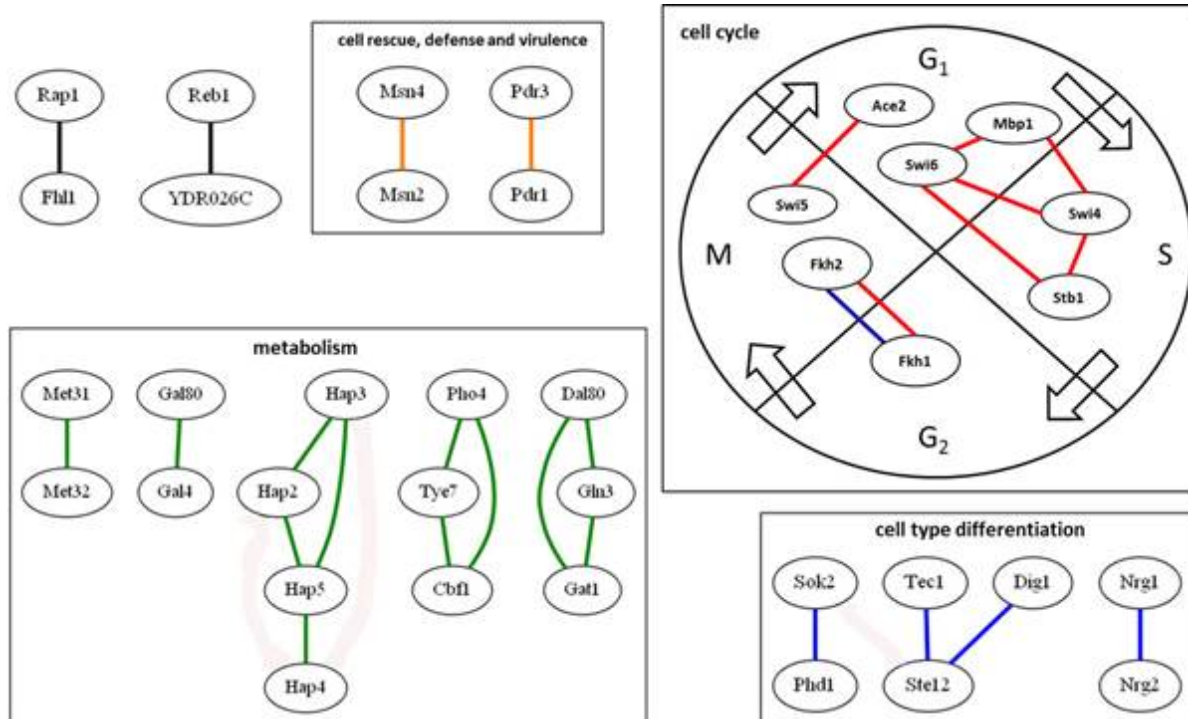 cell rescue, defense and virulence
Rap1
Reb1
Msn4
Pdr3
Fhl1
YDR026C
Msn2
Pdr1
cell cycle
G1
Ace2
Mbp1
Swi6
Swi5
Swi4
M
Fkh2
S
Stb1
Fkh1
G2
metabolism
Met31
Gal80
Hap3
Pho4
Dal80
Met32
Gal4
Hap2
Tye7
Gln3
Hap5
Cbf1
Gat1
Hap4
cell type differentiation
Sok2
Tec1
Dig1
Nrg1
Phd1
Ste12
Nrg2